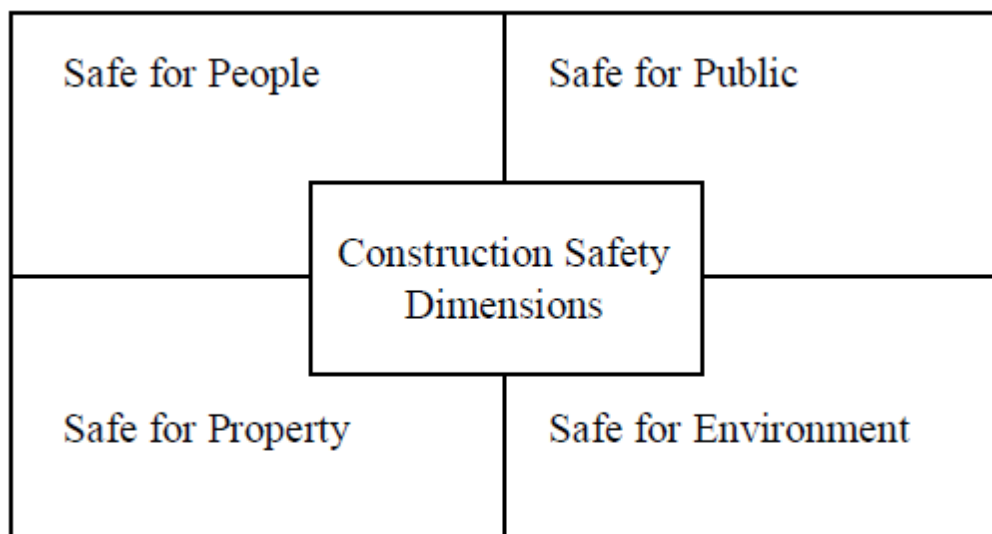 Safe for People
Safe for Public
Construction Safety
Dimensions
Safe for Property
Safe for Environment